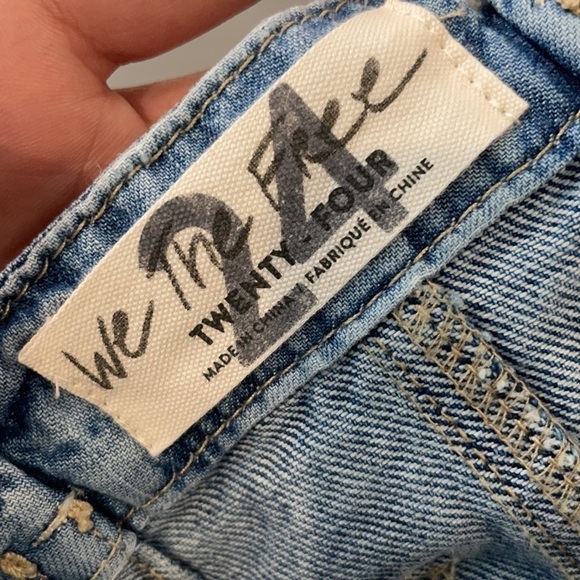 We The Free
24
TWENTY - FOUR
MADE IN CHINA • FABRIQUÉ EN CHINE